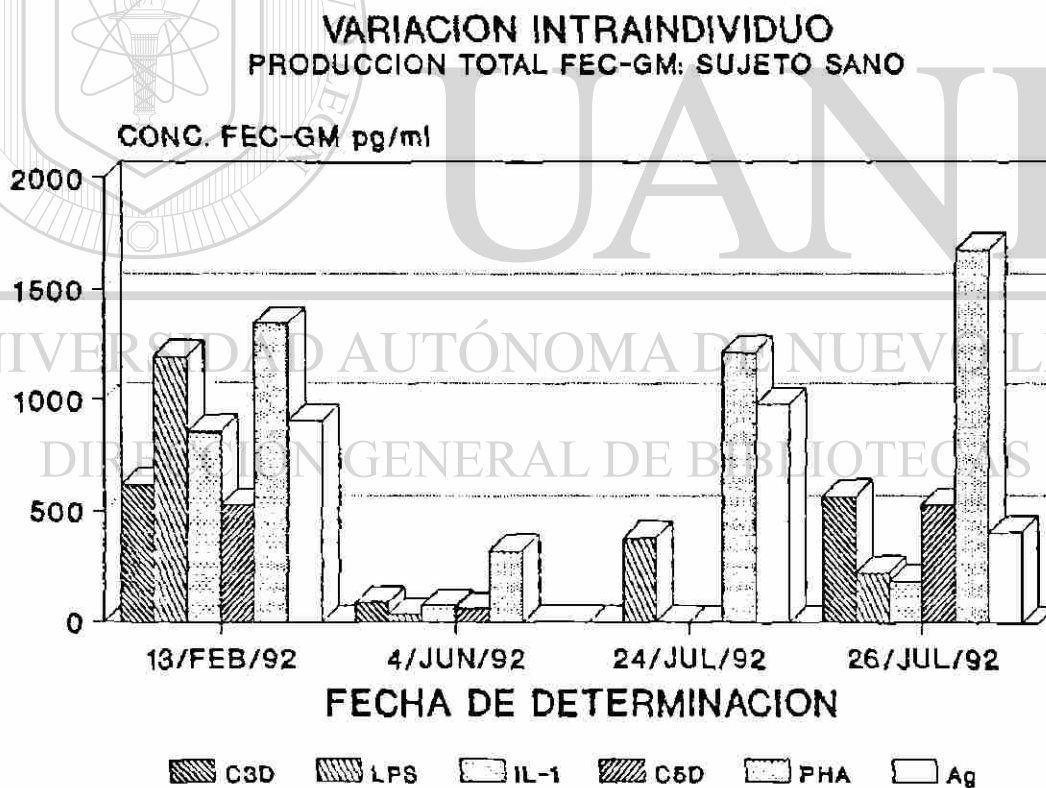 VARIACION INTRAINDIVIDUO
PRODUCCION TOTAL FEC-GM: SUJETO SANO
CONC. FEC-GM pg/ml
2000
1500
1000
500
0
13/FEB/92 4/JUN/92 24/JUL/92 26/JUL/92
FECHA DE DETERMINACION
C3D LPS IL-1 C5D PHA Ag
UANL
UNIVERSIDAD AUTÓNOMA DE NUEVO
DIRECCIÓN GENERAL DE BIBLIOTECAS